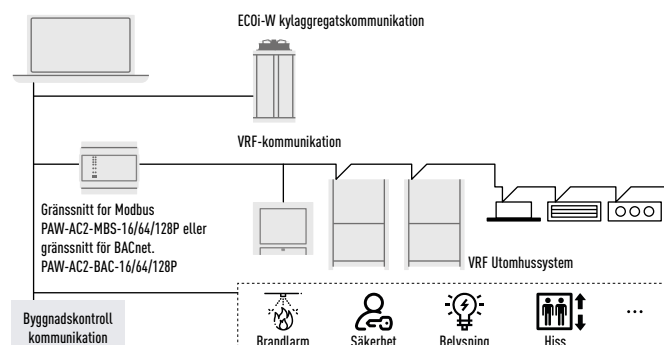 ECOi-W kylaggregatskommunikation
VRF-kommunikation
Gränssnitt for Modbus
PAW-AC2-MBS-16/64/128P eller
gränssnitt för BACnet.
PAW-AC2-BAC-16/64/128P
VRF Utomhussystem
Byggnadskontroll
kommunikation
Brandlarm
Säkerhet
Belysning
Hiss
...